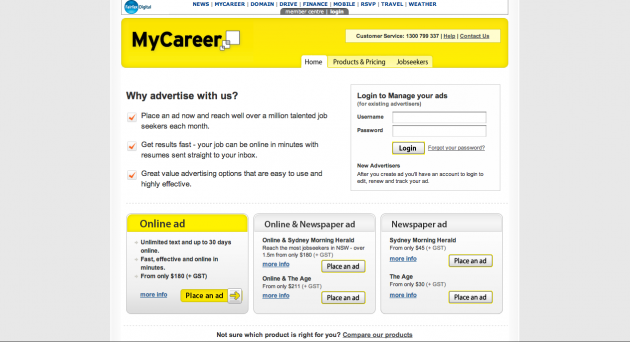 Fairfax Digital
NEWS | MYCAREER | DOMAIN | DRIVE | FINANCE | MOBILE | RSVP | TRAVEL | WEATHER
member centre | login
MyCareer
Customer Service: 1300 799 337 | Help | Contact Us
Home
Products & Pricing
Jobseekers
Why advertise with us?
Place an ad now and reach well over a million talented job
seekers each month.
Get results fast - your job can be online in minutes with
resumes sent straight to your inbox.
Great value advertising options that are easy to use and
highly effective.
Login to Manage your ads
(for existing advertisers)
Username
Password
Login
Forgot your password?
New Advertisers
After you create ad you'll have an account to login to
edit, renew and track your ad.
Online ad
Unlimited text and up to 30 days
online.
Fast, effective and online in
minutes.
From only $180 (+ GST)
more info
Place an ad
Online & Newspaper ad
Online & Sydney Morning Herald
Reach the most jobseekers in NSW - over
1.5m from only $180 (+ GST)
more info
Place an ad
Online & The Age
From only $211 (+ GST)
more info
Place an ad
Newspaper ad
Sydney Morning Herald
From only $45 (+ GST)
more info
Place an ad
The Age
From only $30 (+ GST)
more info
Place an ad
Not sure which product is right for you? Compare our products